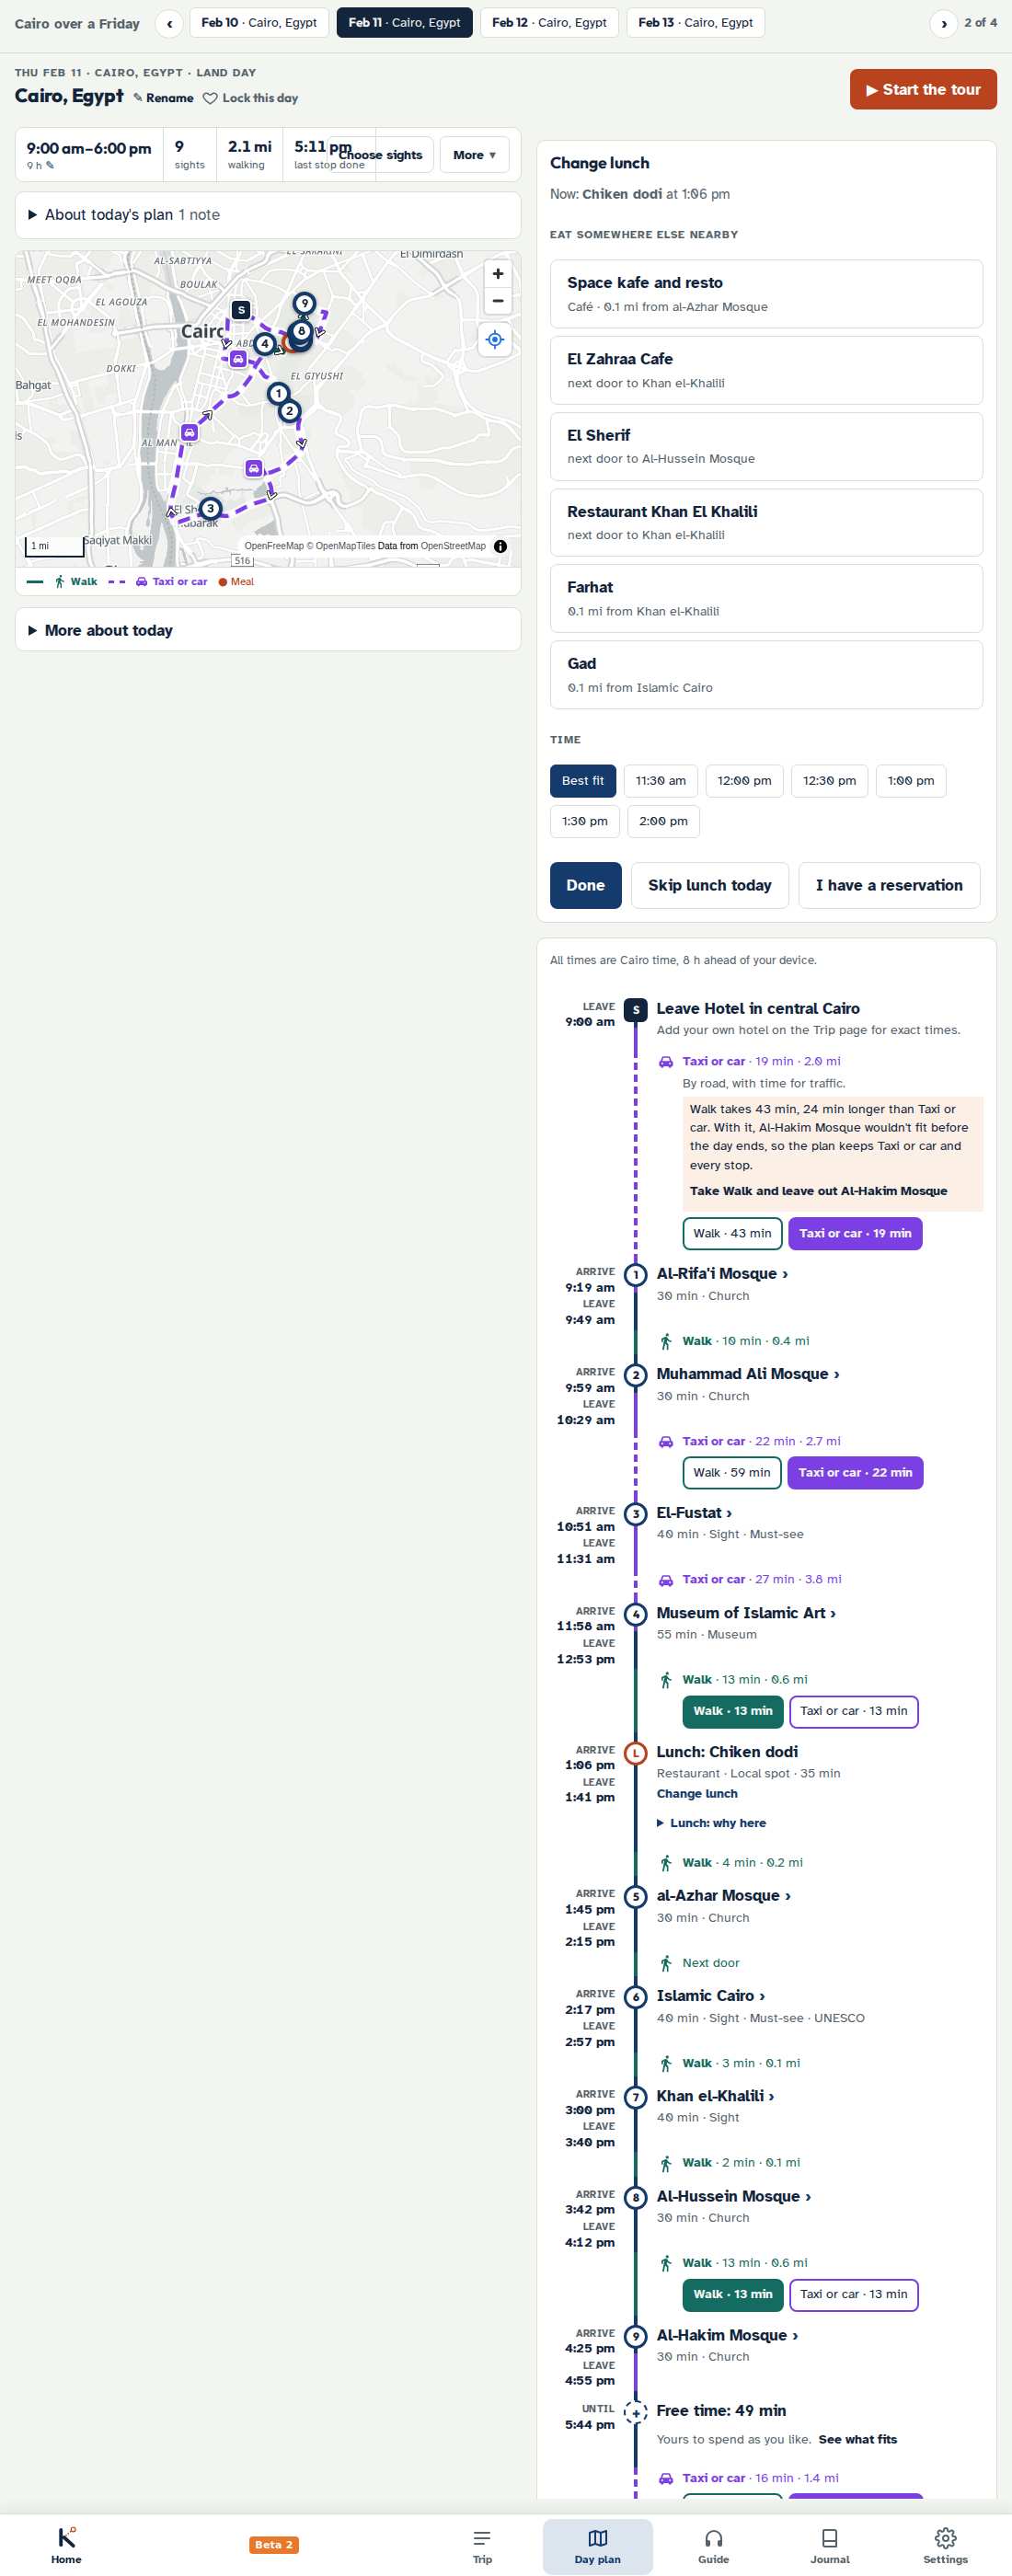 Cairo over a Friday
‹
Feb 10 · Cairo, Egypt
Feb 11 · Cairo, Egypt
Feb 12 · Cairo, Egypt
Feb 13 · Cairo, Egypt
›
2 of 4
THU FEB 11 · CAIRO, EGYPT · LAND DAY
Cairo, Egypt ✎ Rename Lock this day
▶ Start the tour
9:00 am–6:00 pm
9 h ✎
9
sights
2.1 mi
walking
5:11 pm
last stop done
Choose sights
More ▾
▶ About today's plan 1 note
AL-SABTIYYA
EL SAKAKINI
El Dimirdash
MEET OQBA
BOULAK
EL AGOUZA
EL MOHANDESIN
Cairo
DOKKI
EL GIYUSHI
Bahgat
Saqiyat Makki
516
S
9
8
4
1
2
3
+
−
1 mi
OpenFreeMap © OpenMapTiles Data from OpenStreetMap
Walk
Taxi or car
Meal
▶ More about today
Change lunch
Now: Chiken dodi at 1:06 pm
EAT SOMEWHERE ELSE NEARBY
Space kafe and resto
Café · 0.1 mi from al-Azhar Mosque
El Zahraa Cafe
next door to Khan el-Khalili
El Sherif
next door to Al-Hussein Mosque
Restaurant Khan El Khalili
next door to Khan el-Khalili
Farhat
0.1 mi from Khan el-Khalili
Gad
0.1 mi from Islamic Cairo
TIME
Best fit
11:30 am
12:00 pm
12:30 pm
1:00 pm
1:30 pm
2:00 pm
Done
Skip lunch today
I have a reservation
All times are Cairo time, 8 h ahead of your device.
LEAVE
9:00 am
S
Leave Hotel in central Cairo
Add your own hotel on the Trip page for exact times.
Taxi or car · 19 min · 2.0 mi
By road, with time for traffic.
Walk takes 43 min, 24 min longer than Taxi or
car. With it, Al-Hakim Mosque wouldn't fit before
the day ends, so the plan keeps Taxi or car and
every stop.
Take Walk and leave out Al-Hakim Mosque
Walk · 43 min
Taxi or car · 19 min
ARRIVE
9:19 am
LEAVE
9:49 am
1
Al-Rifa'i Mosque ›
30 min · Church
Walk · 10 min · 0.4 mi
ARRIVE
9:59 am
LEAVE
10:29 am
2
Muhammad Ali Mosque ›
30 min · Church
Taxi or car · 22 min · 2.7 mi
Walk · 59 min
Taxi or car · 22 min
ARRIVE
10:51 am
LEAVE
11:31 am
3
El-Fustat ›
40 min · Sight · Must-see
Taxi or car · 27 min · 3.8 mi
ARRIVE
11:58 am
LEAVE
12:53 pm
4
Museum of Islamic Art ›
55 min · Museum
Walk · 13 min · 0.6 mi
Walk · 13 min
Taxi or car · 13 min
ARRIVE
1:06 pm
LEAVE
1:41 pm
L
Lunch: Chiken dodi
Restaurant · Local spot · 35 min
Change lunch
▶ Lunch: why here
Walk · 4 min · 0.2 mi
ARRIVE
1:45 pm
LEAVE
2:15 pm
5
al-Azhar Mosque ›
30 min · Church
Next door
ARRIVE
2:17 pm
LEAVE
2:57 pm
6
Islamic Cairo ›
40 min · Sight · Must-see · UNESCO
Walk · 3 min · 0.1 mi
ARRIVE
3:00 pm
LEAVE
3:40 pm
7
Khan el-Khalili ›
40 min · Sight
Walk · 2 min · 0.1 mi
ARRIVE
3:42 pm
LEAVE
4:12 pm
8
Al-Hussein Mosque ›
30 min · Church
Walk · 13 min · 0.6 mi
Walk · 13 min
Taxi or car · 13 min
ARRIVE
4:25 pm
LEAVE
4:55 pm
9
Al-Hakim Mosque ›
30 min · Church
UNTIL
5:44 pm
+
Free time: 49 min
Yours to spend as you like. See what fits
Taxi or car · 16 min · 1.4 mi
Home
Beta 2
Trip
Day plan
Guide
Journal
Settings